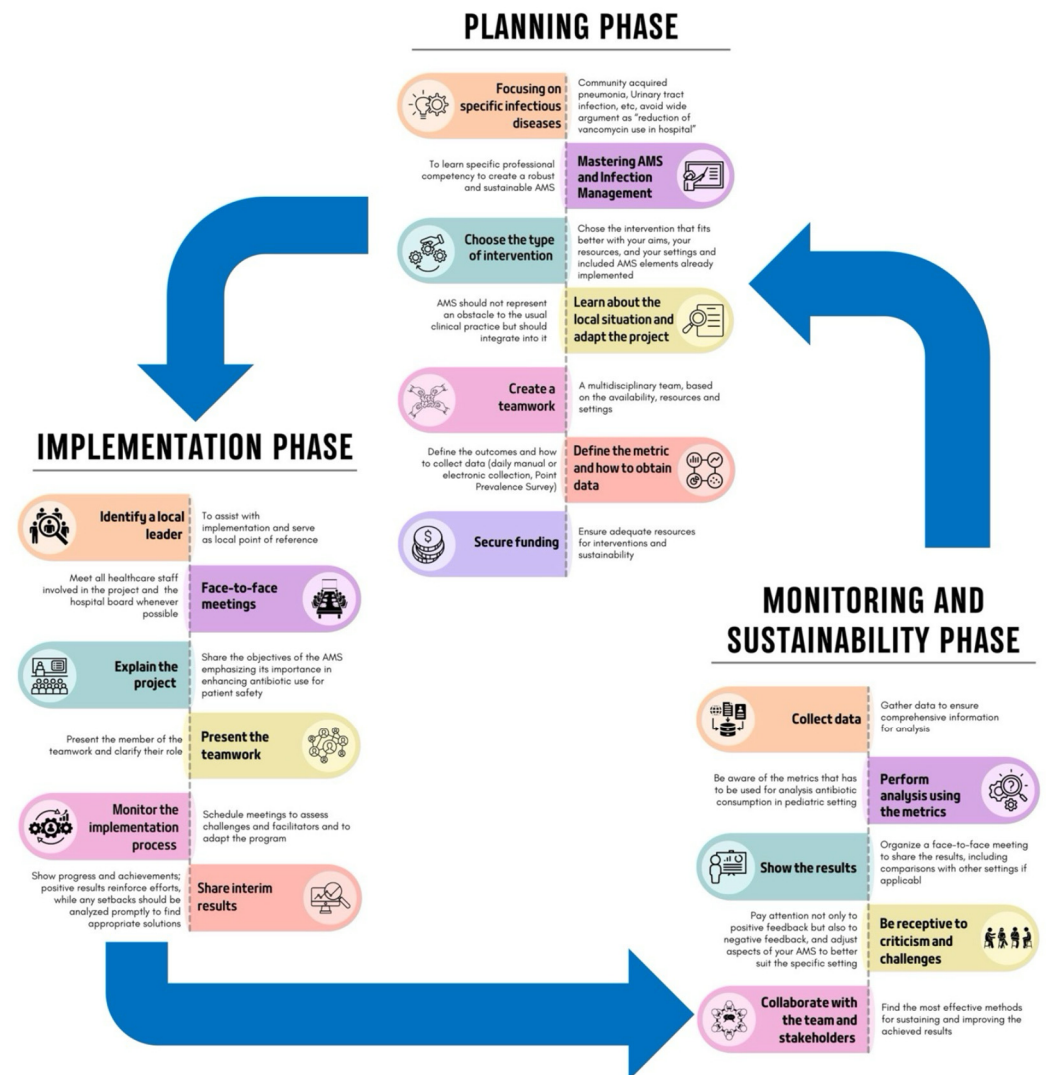 PLANNING PHASE
Focusing on
specific infectious
diseases
Community acquired
pneumonia, Urinary tract
infection, etc, avoid wide
argument as "reduction of
vancomycin use in hospital"
To learn specific professional
competency to create a robust
and sustainable AMS
Mastering AMS
and Infection
Management
Choose the type
of intervention
Chose the intervention that fits
better with your aims, your
resources, and your settings and
included AMS elements already
implemented
AMS should not represent
an obstacle to the usual
clinical practice but should
integrate into it
Learn about the
local situation and
adapt the project
Create a
teamwork
A multidisciplinary team, based
on the availability, resources and
settings
Define the outcomes and how
to collect data (daily manual or
electronic collection, Point
Prevalence Survey)
Define the metric
and how to obtain
data
Secure funding
Ensure adequate resources
for interventions and
sustainability
IMPLEMENTATION PHASE
Identify a local
leader
To assist with
implementation and serve
as local point of reference
Meet all healthcare staff
involved in the project and the
hospital board whenever
possible
Face-to-face
meetings
Explain the
project
Share the objectives of the AMS
emphasizing its importance in
enhancing antibiotic use for
patient safety
Present the member of the
teamwork and clarify their role
Present the
teamwork
Monitor the
implementation
process
Schedule meetings to assess
challenges and facilitators and to
adapt the program
Show progress and achievements;
positive results reinforce efforts,
while any setbacks should be
analyzed promptly to find
appropriate solutions
Share interim
results
MONITORING AND
SUSTAINABILITY PHASE
Collect data
Gather data to ensure
comprehensive information
for analysis
Be aware of the metrics that has
to be used for analysis antibiotic
consumption in pediatric setting
Perform
analysis using
the metrics
Show the results
Organize a face-to-face meeting
to share the results, including
comparisons with other settings if
applicabl
Pay attention not only to
positive feedback but also to
negative feedback, and adjust
aspects of your AMS to better
suit the specific setting
Be receptive to
criticism and
challenges
Collaborate with
the team and
stakeholders
Find the most effective methods
for sustaining and improving the
achieved results